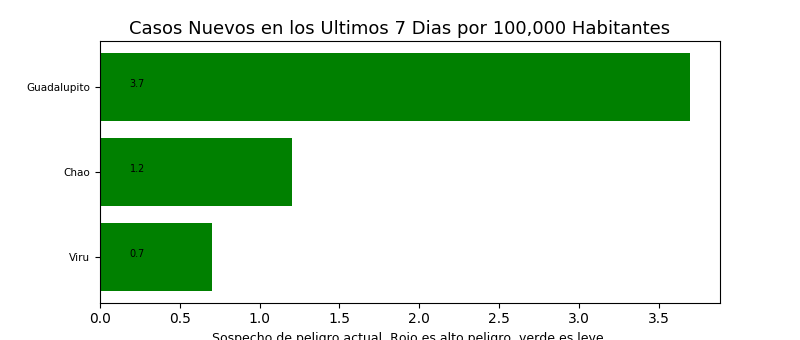 Casos Nuevos en los Ultimos 7 Dias por 100,000 Habitantes
Guadalupito
3.7
Chao
1.2
Viru
0.7
0.0 0.5 1.0 1.5 2.0 2.5 3.0 3.5
Sospecho de peligro actual. Rojo es alto peligro, verde es leve